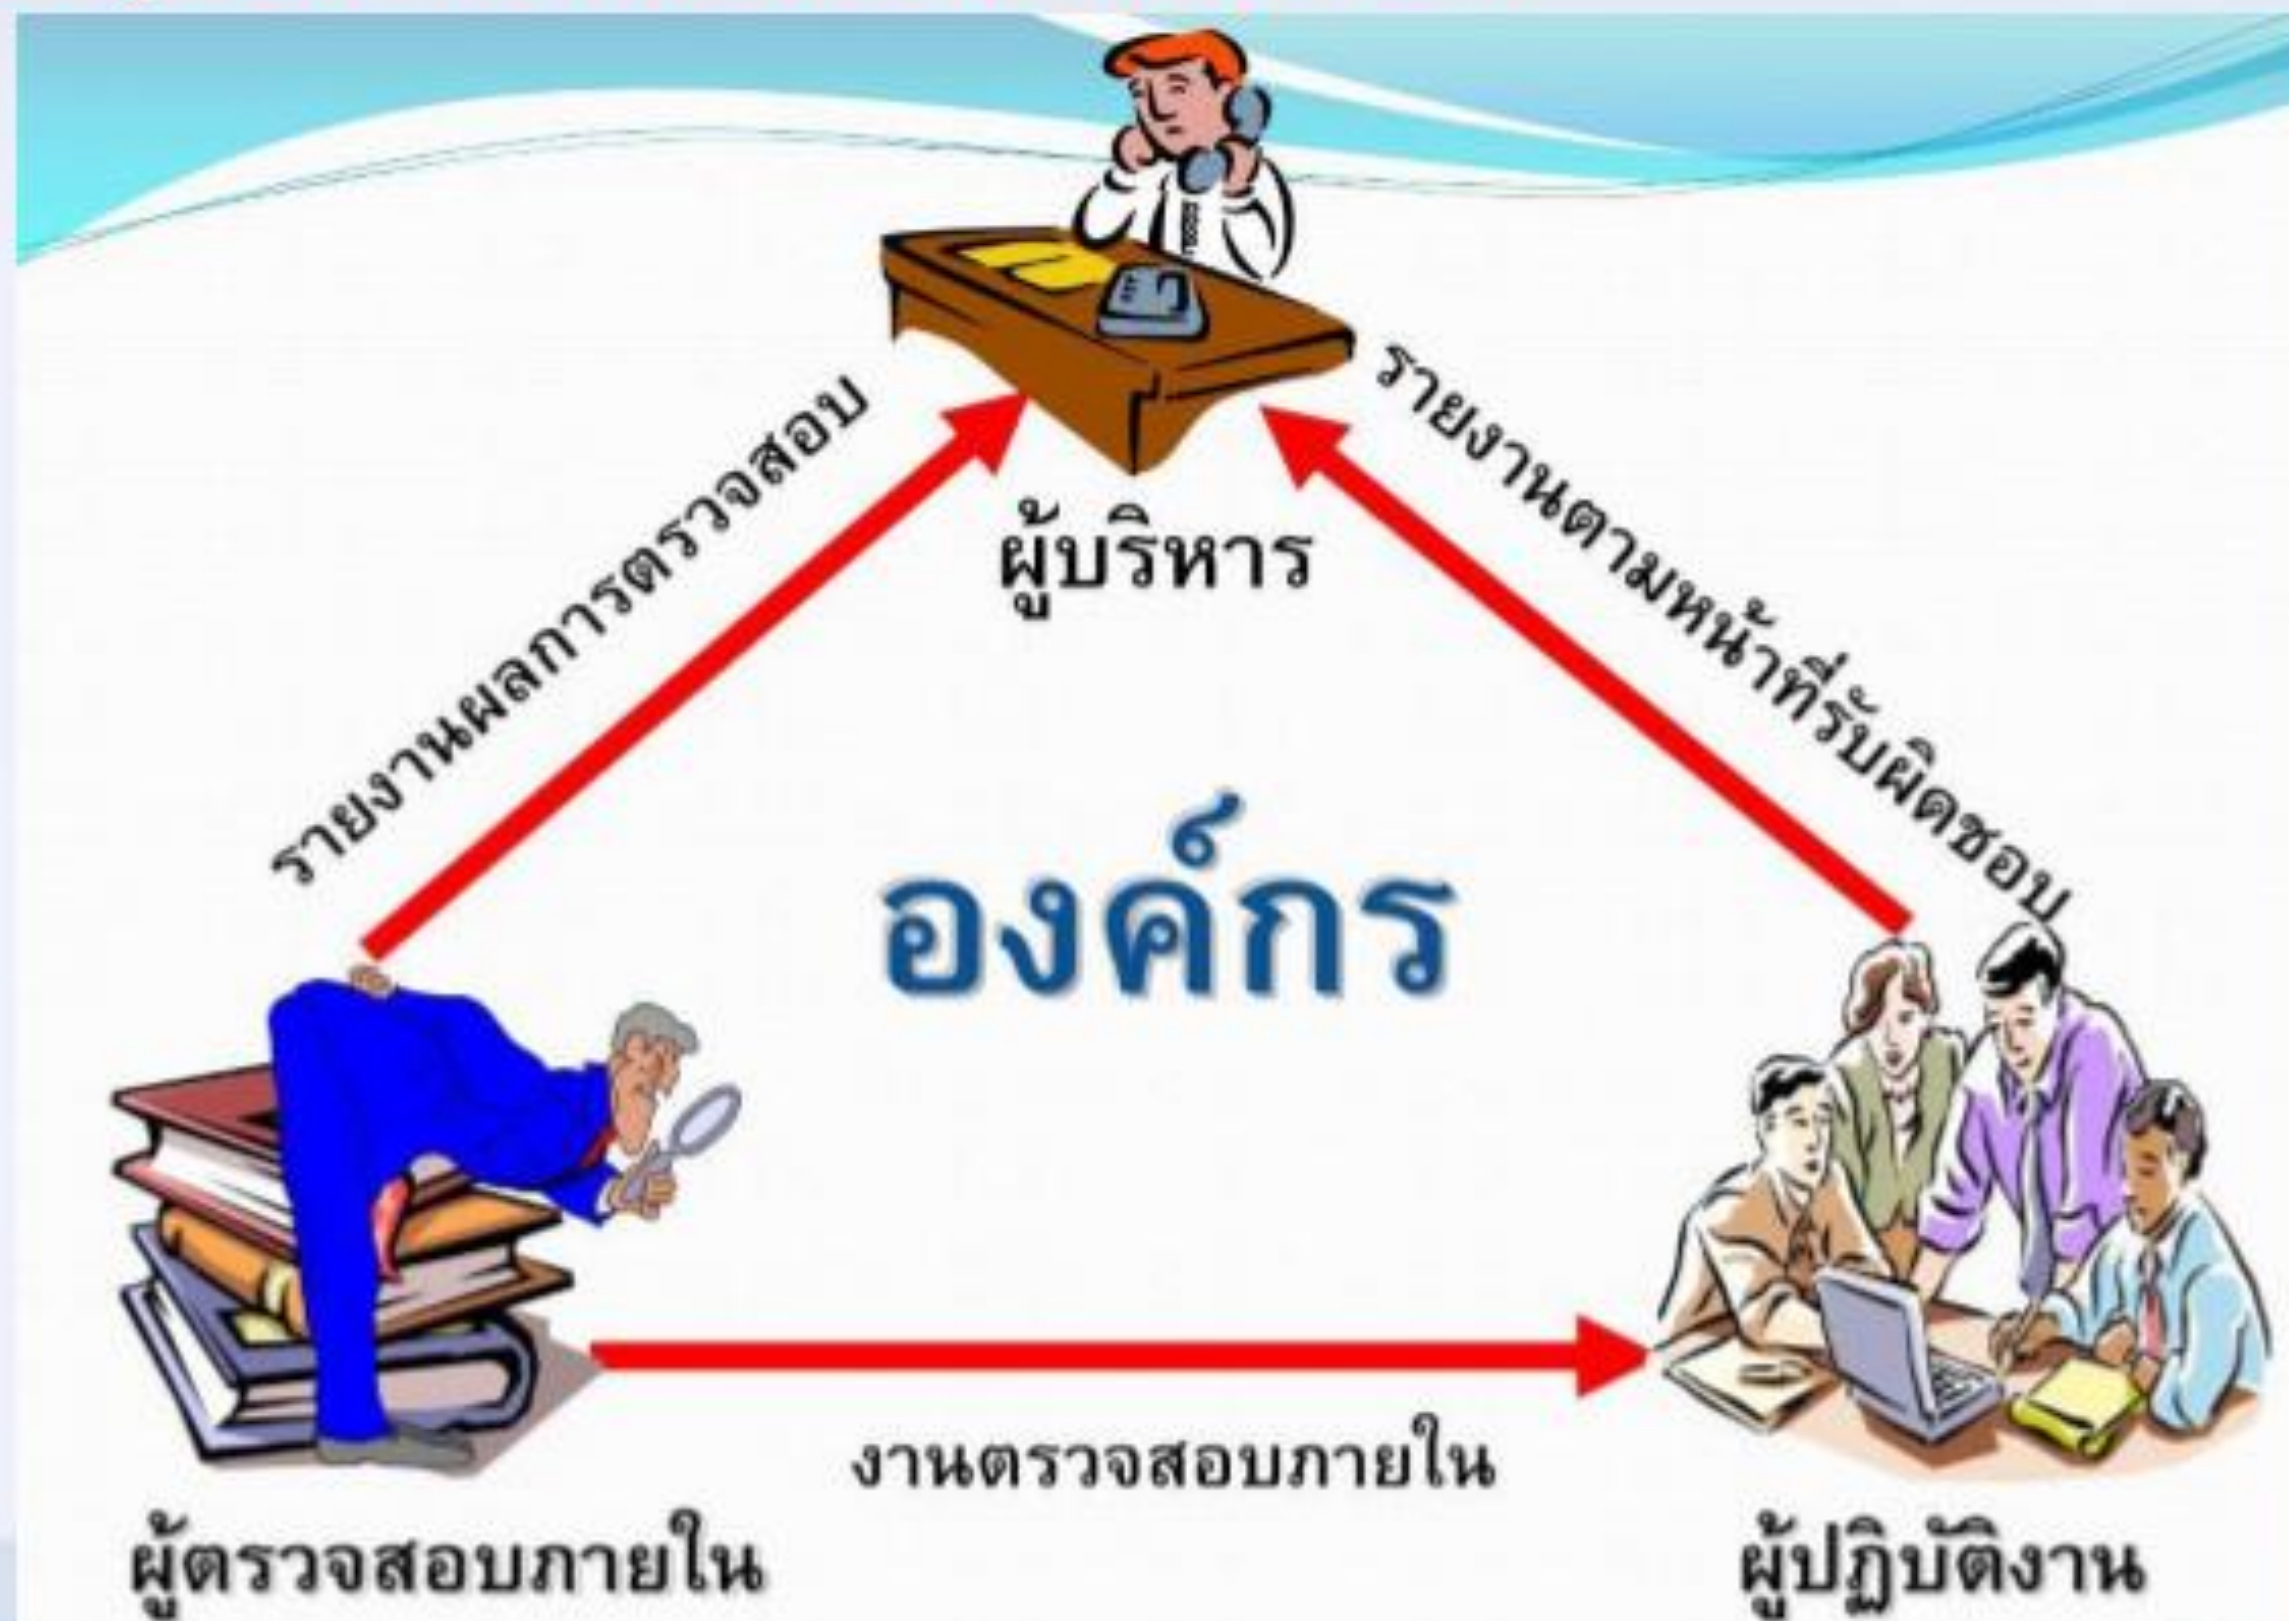 รายงานผลการตรวจสอบ
รายงานตามหน้าที่รับผิดชอบ
ผู้บริหาร
องค์กร
งานตรวจสอบภายใน
ผู้ตรวจสอบภายใน
ผู้ปฏิบัติงาน